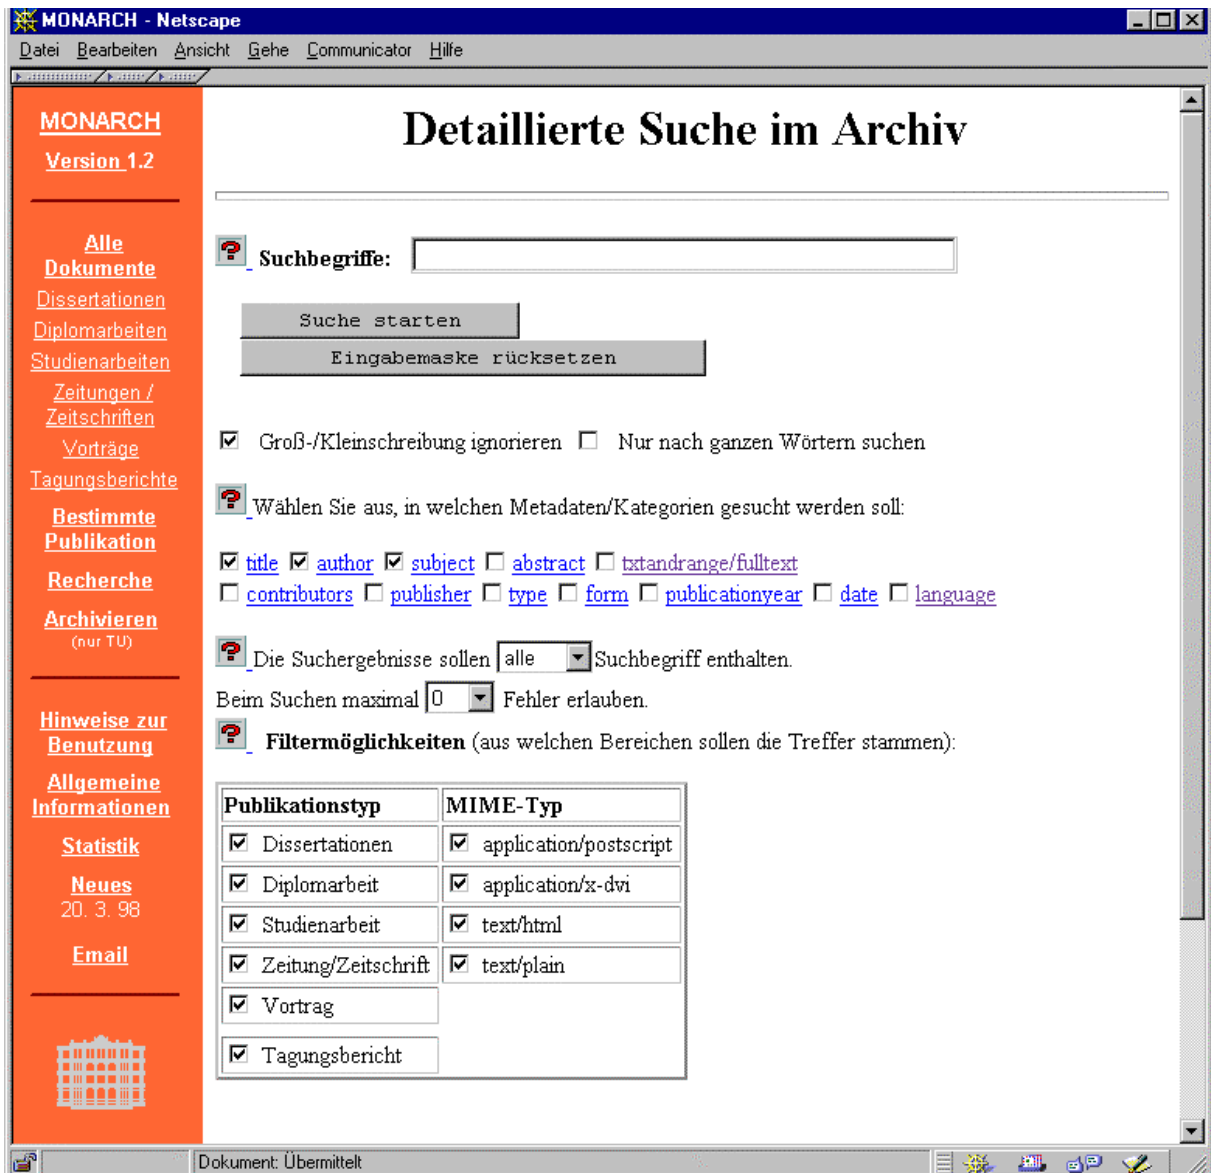 MONARCH - Netscape
Datei Bearbeiten Ansicht Gehe Communicator Hilfe
MONARCH
Version 1.2
Alle
Dokumente
Dissertationen
Diplomarbeiten
Studienarbeiten
Zeitungen /
Zeitschriften
Vorträge
Tagungsberichte
Bestimmte
Publikation
Recherche
Archivieren
(nur TU)
Hinweise zur
Benutzung
Allgemeine
Informationen
Statistik
Neues
20. 3. 98
Email
Detaillierte Suche im Archiv
? Suchbegriffe:
Suche starten
Eingabemaske rücksetzen
Groß-/Kleinschreibung ignorieren Nur nach ganzen Wörtern suchen
? Wählen Sie aus, in welchen Metadaten/Kategorien gesucht werden soll:
title author subject abstract txtandrange/fulltext
contributors publisher type form publicationyear date language
? Die Suchergebnisse sollen alle Suchbegriff enthalten.
Beim Suchen maximal 0 Fehler erlauben.
? Filtermöglichkeiten (aus welchen Bereichen sollen die Treffer stammen):
Publikationstyp MIME-Typ
Dissertationen application/postscript
Diplomarbeit application/x-dvi
Studienarbeit text/html
Zeitung/Zeitschrift text/plain
Vortrag
Tagungsbericht
Dokument: Übermittelt